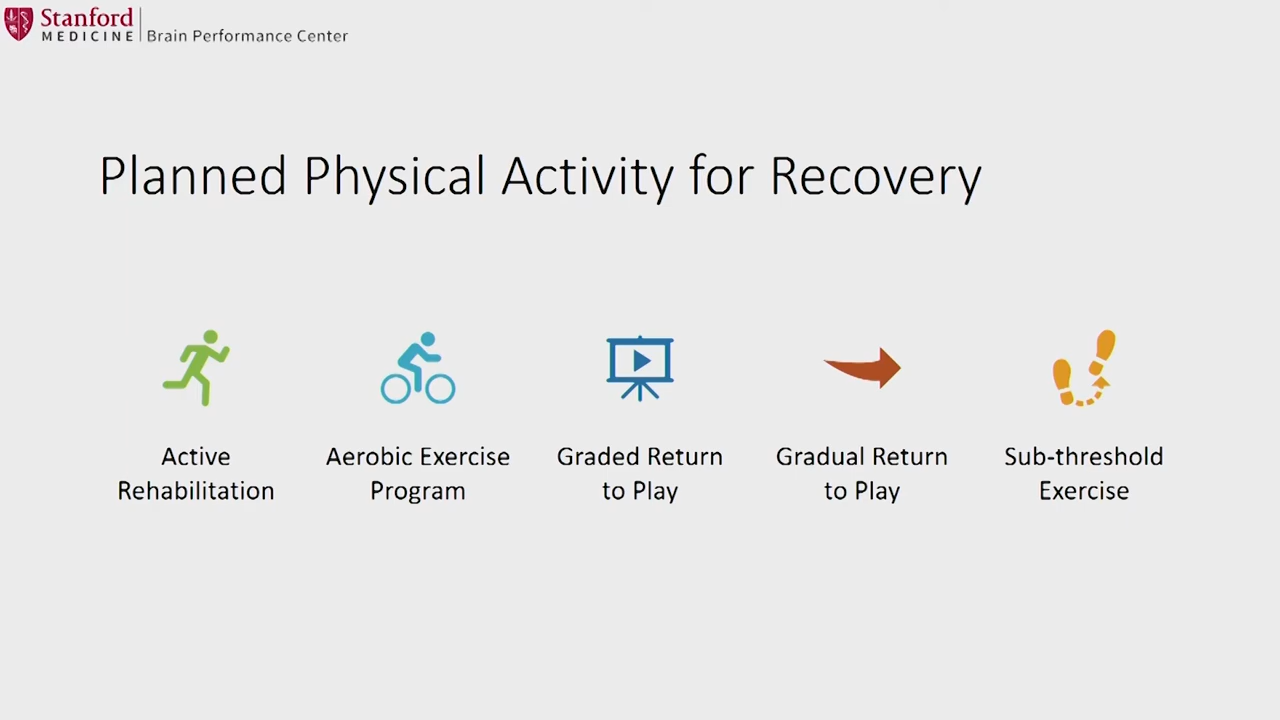 Stanford
MEDICINE | Brain Performance Center
Planned Physical Activity for Recovery
Active
Rehabilitation
Aerobic Exercise
Program
Graded Return
to Play
Gradual Return
to Play
Sub-threshold
Exercise